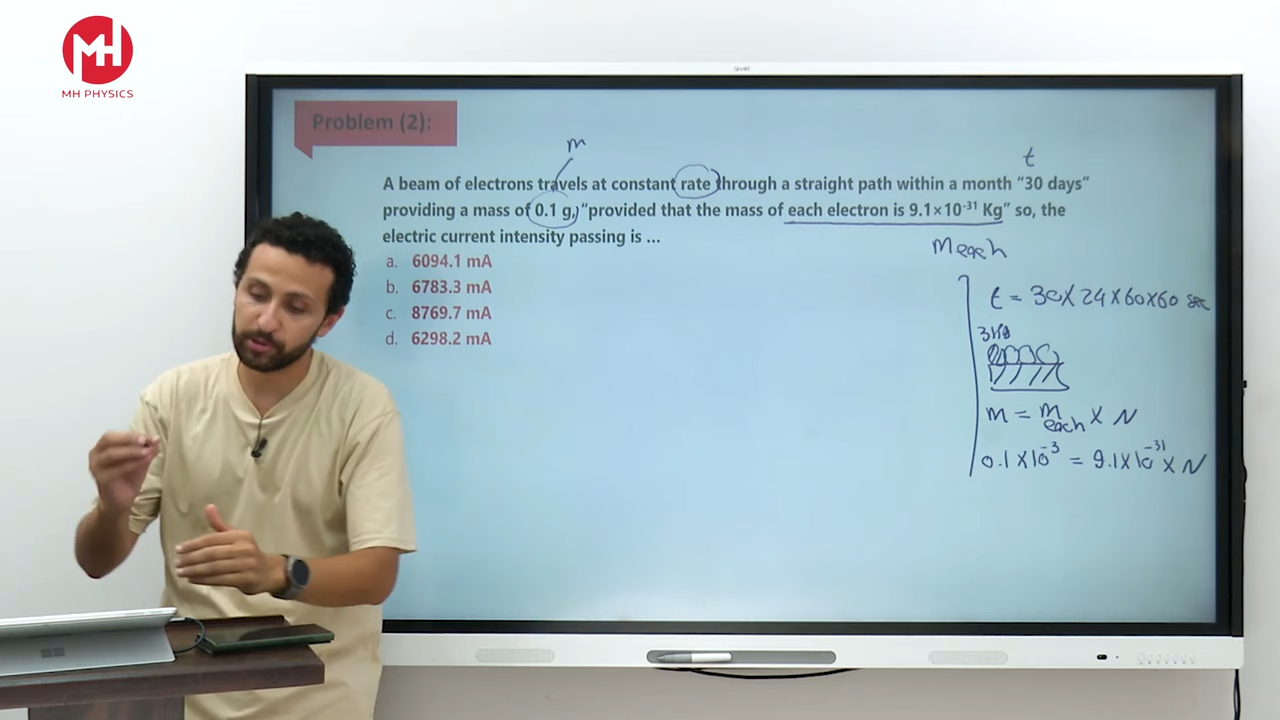 MH
MH PHYSICS
SMART
Problem (2):
m
t
A beam of electrons travels at constant rate through a straight path within a month "30 days"
providing a mass of 0.1 g, "provided that the mass of each electron is 9.1×10⁻³¹ Kg" so, the
electric current intensity passing is ...
m each
a. 6094.1 mA
b. 6783.3 mA
c. 8769.7 mA
d. 6298.2 mA
t = 30×24×60×60 sec
m = m each × N
0.1×10⁻³ = 9.1×10⁻³¹ × N